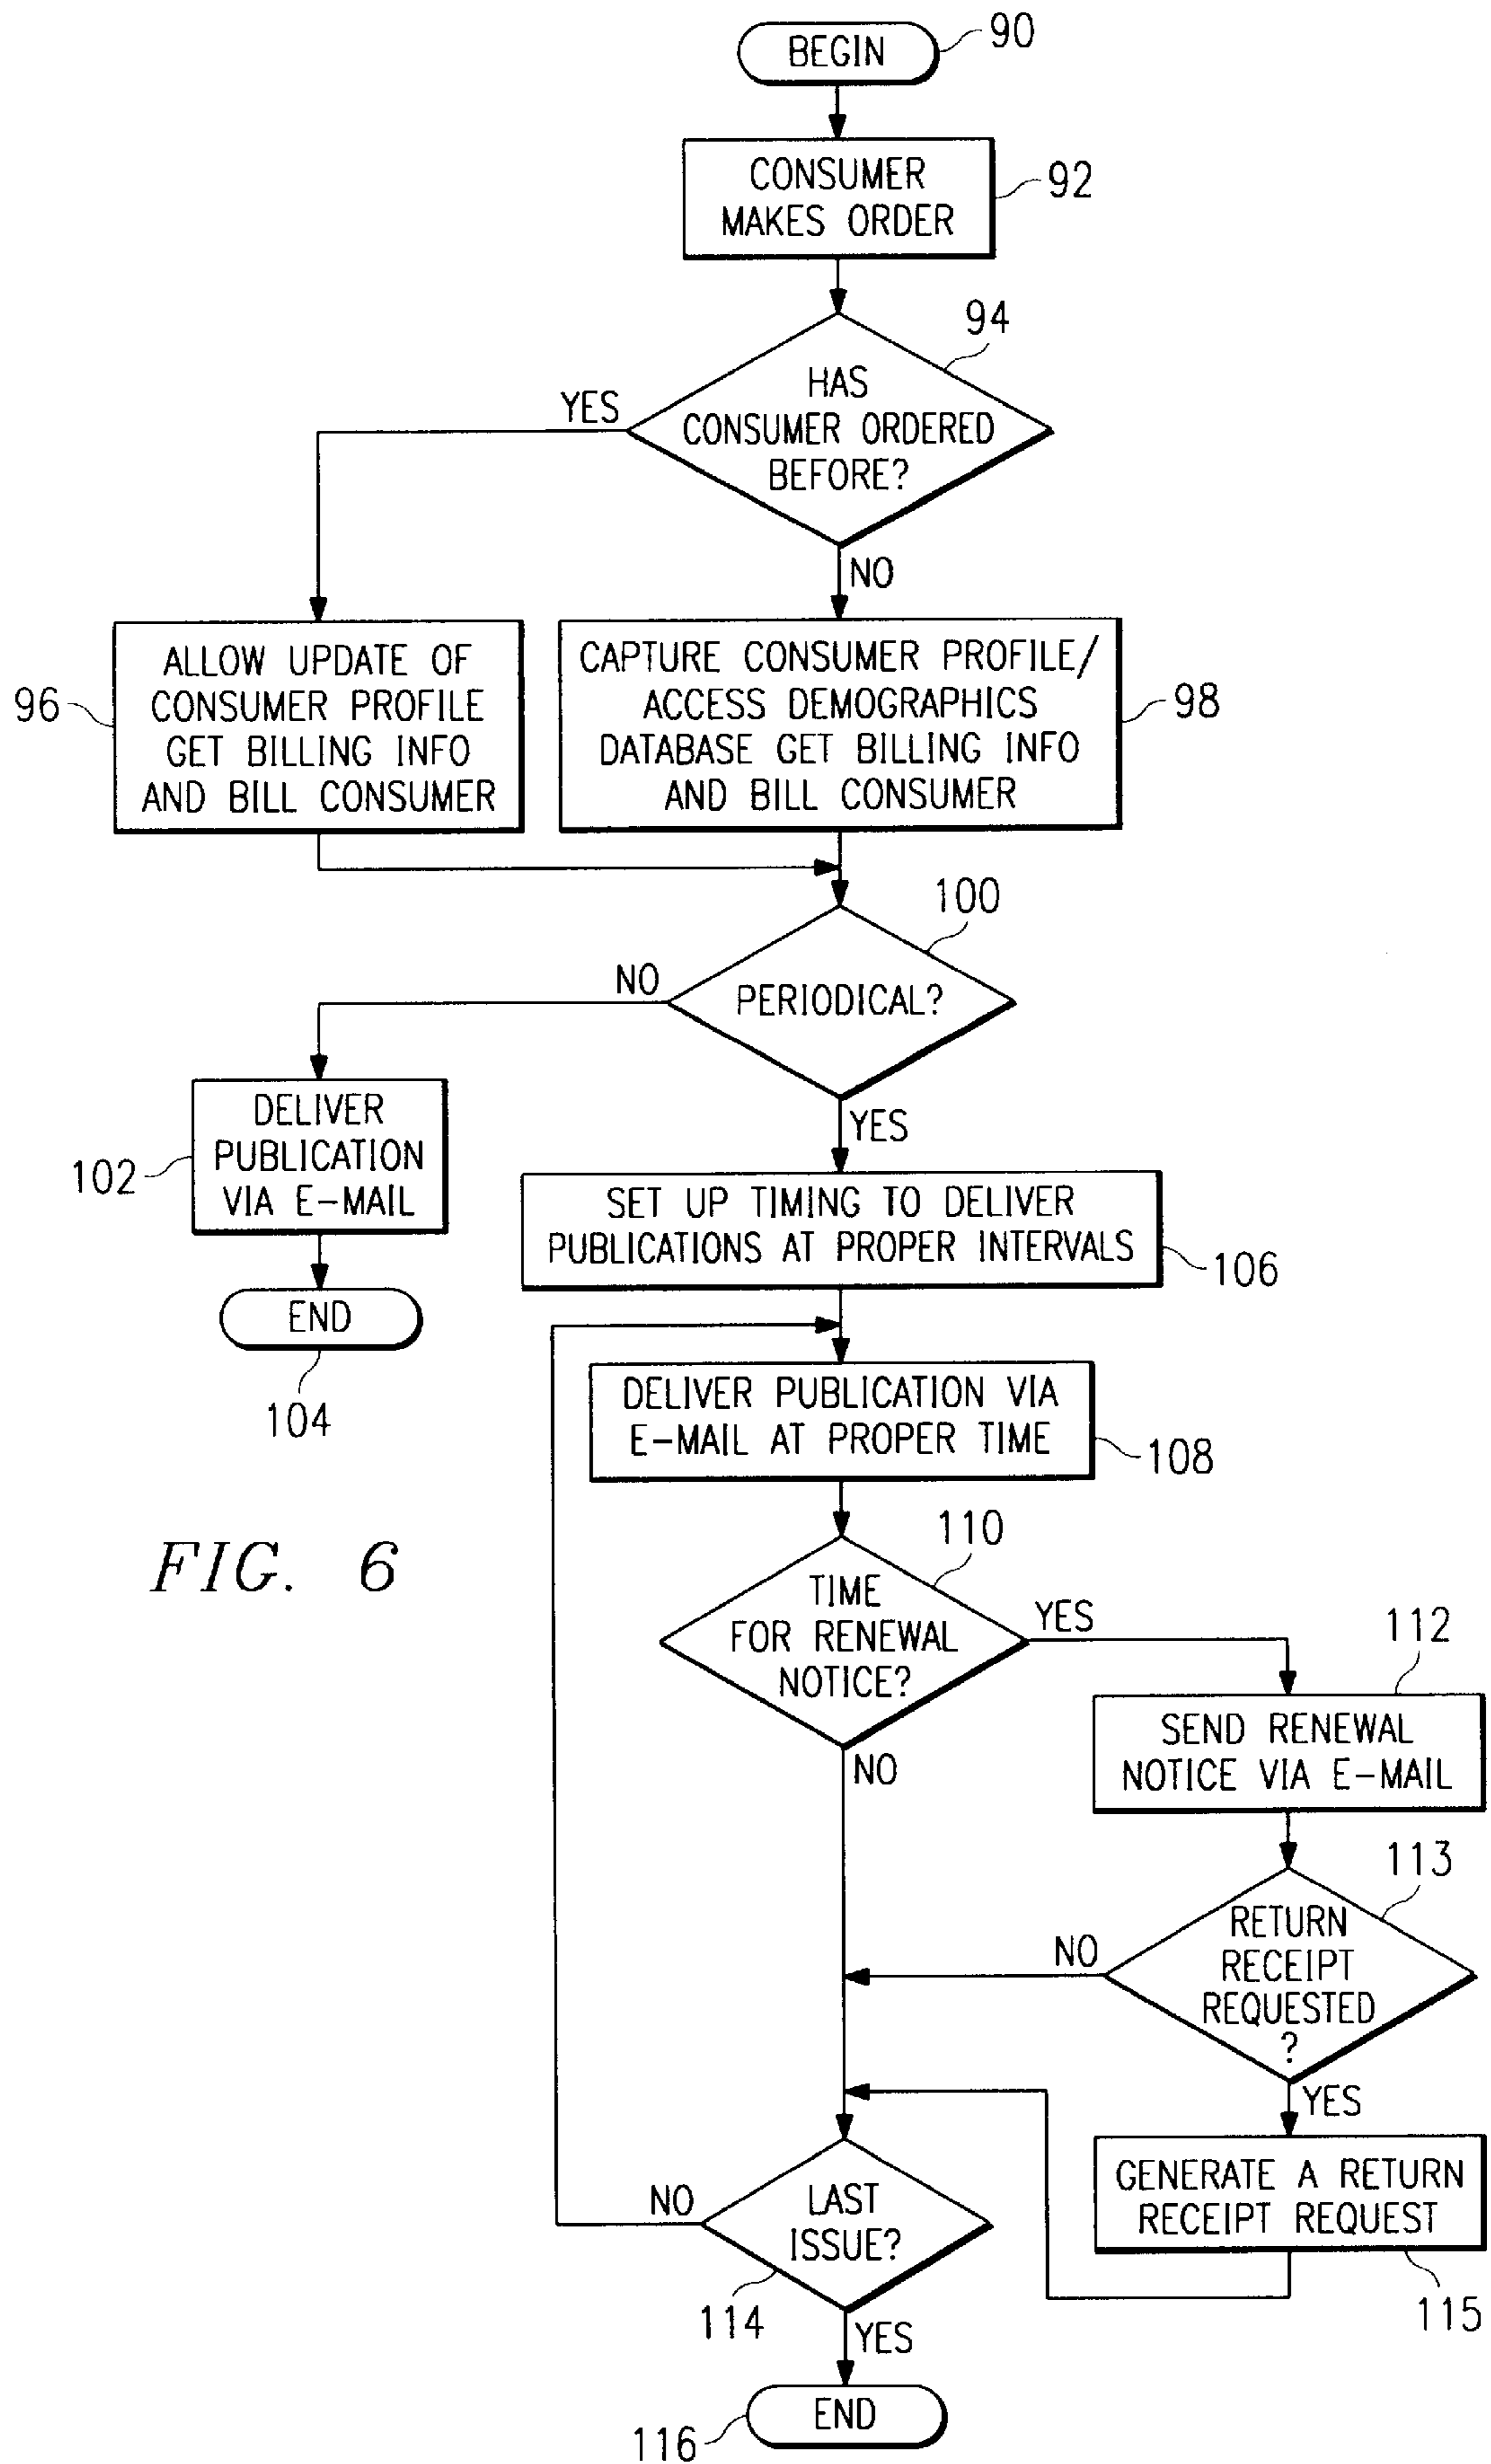 BEGIN
90
CONSUMER
MAKES ORDER
92
94
HAS
CONSUMER ORDERED
BEFORE?
YES
NO
96
ALLOW UPDATE OF
CONSUMER PROFILE
GET BILLING INFO
AND BILL CONSUMER
CAPTURE CONSUMER PROFILE/
ACCESS DEMOGRAPHICS
DATABASE GET BILLING INFO
AND BILL CONSUMER
98
100
PERIODICAL?
NO
YES
102
DELIVER
PUBLICATION
VIA E-MAIL
END
104
SET UP TIMING TO DELIVER
PUBLICATIONS AT PROPER INTERVALS
106
DELIVER PUBLICATION VIA
E-MAIL AT PROPER TIME
108
FIG. 6
110
TIME
FOR RENEWAL
NOTICE?
YES
NO
112
SEND RENEWAL
NOTICE VIA E-MAIL
113
RETURN
RECEIPT
REQUESTED
?
NO
YES
GENERATE A RETURN
RECEIPT REQUEST
115
NO
LAST
ISSUE?
114
YES
END
116